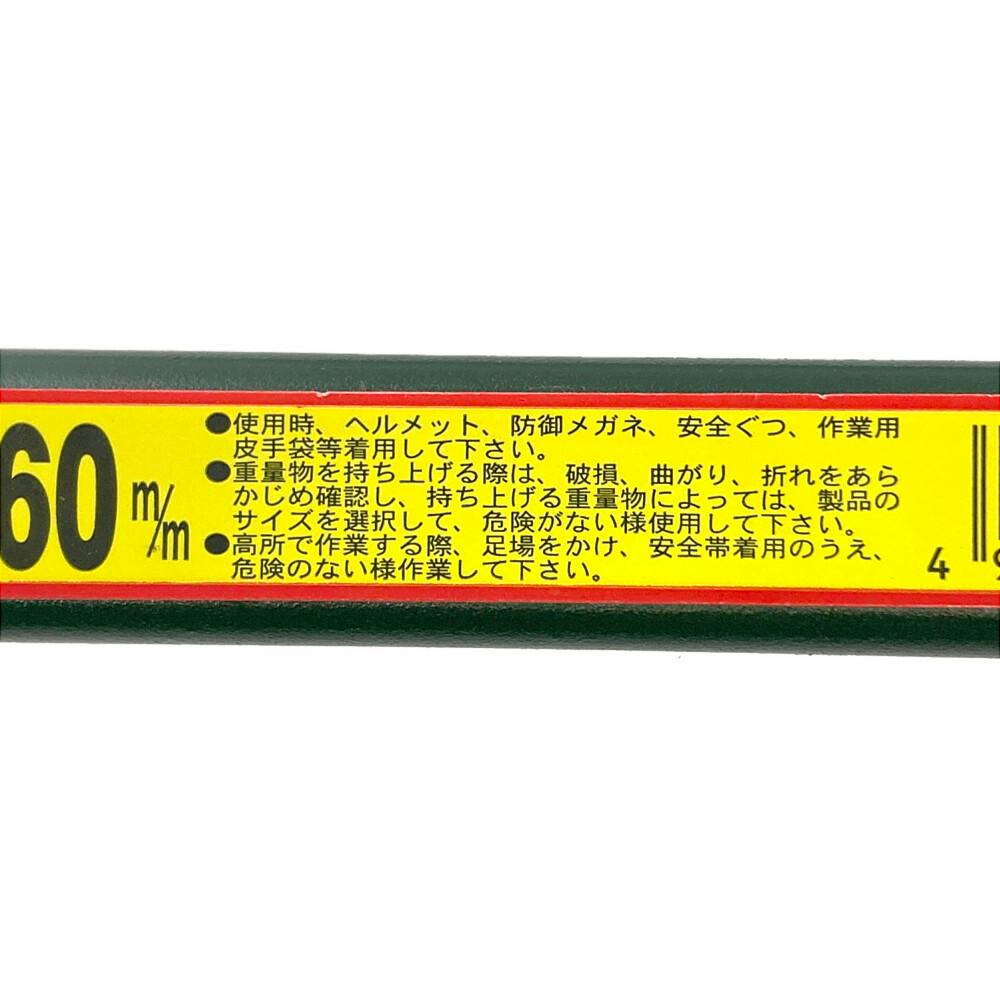 60 m/m
●使用時、ヘルメット、防御メガネ、安全ぐつ、作業用
皮手袋等着用して下さい。
●重量物を持ち上げる際は、破損、曲がり、折れをあら
かじめ確認し、持ち上げる重量物によっては、製品の
サイズを選択して、危険がない様使用して下さい。
●高所で作業する際、足場をかけ、安全帯着用のうえ、
危険のない様作業して下さい。
4